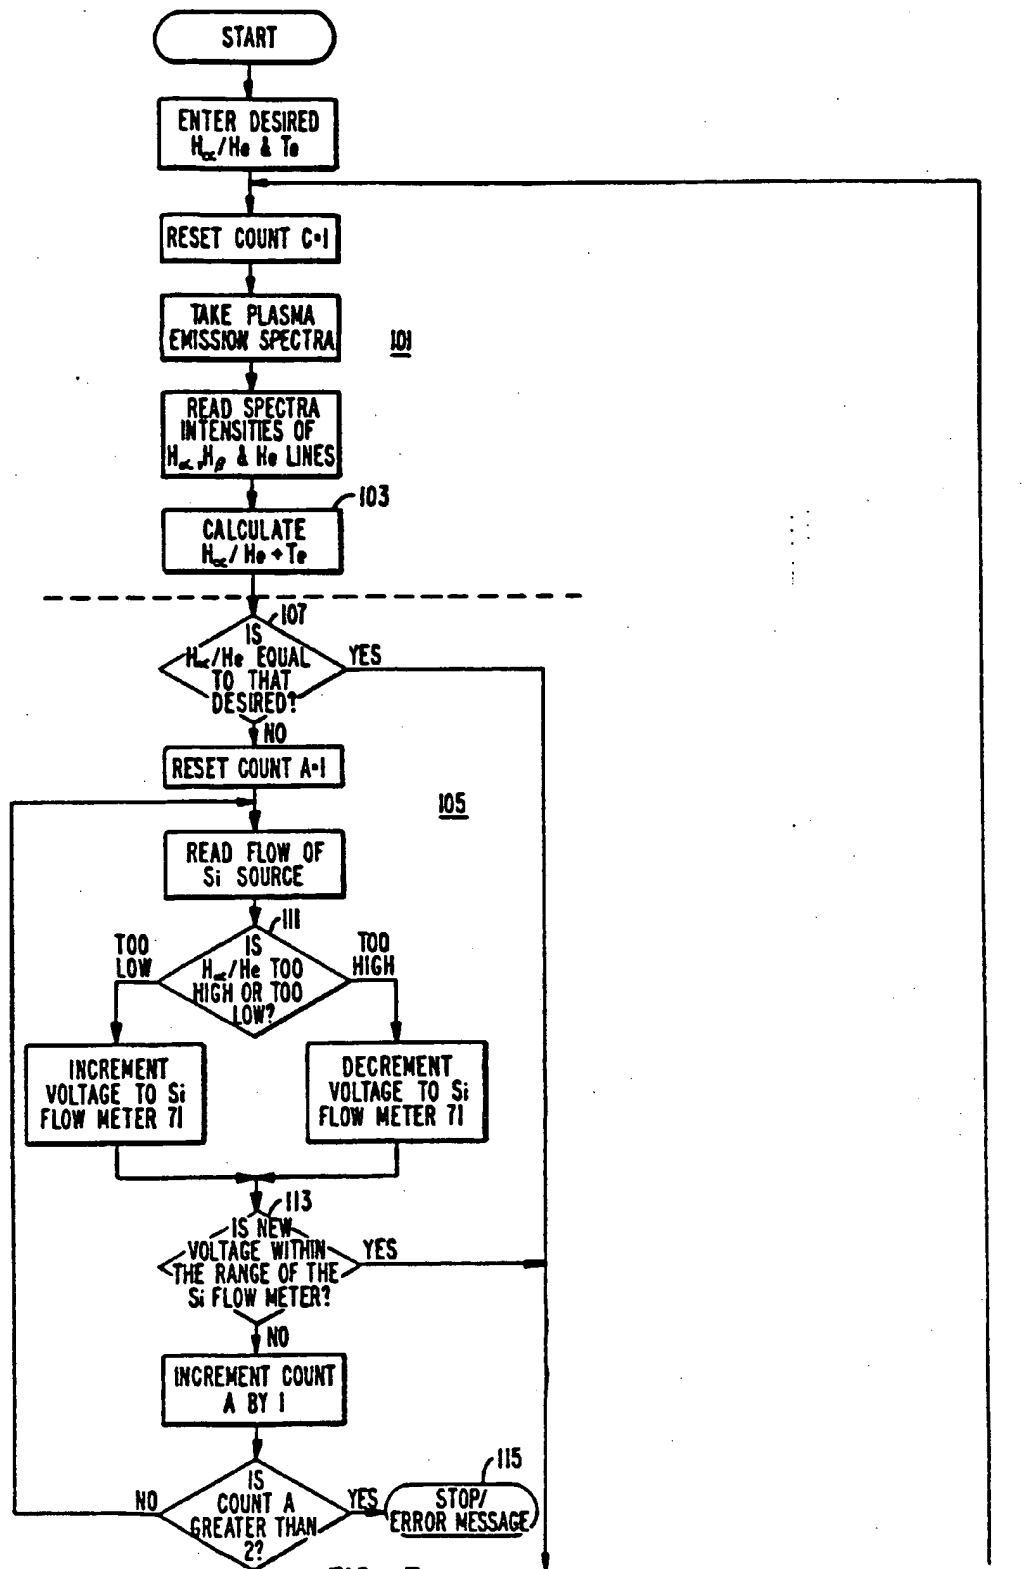 START
ENTER DESIRED
H∝/He & Te
RESET COUNT C=1
TAKE PLASMA
EMISSION SPECTRA
101
READ SPECTRA
INTENSITIES OF
H∝, Hβ & He LINES
103
CALCULATE
H∝/He + Te
107
IS
H∝/He EQUAL
TO THAT
DESIRED?
YES
NO
RESET COUNT A=1
105
READ FLOW OF
Si SOURCE
111
TOO
LOW
IS
H∝/He TOO
HIGH OR TOO
LOW?
TOO
HIGH
INCREMENT
VOLTAGE TO Si
FLOW METER 71
DECREMENT
VOLTAGE TO Si
FLOW METER 71
113
IS NEW
VOLTAGE WITHIN
THE RANGE OF THE
Si FLOW METER?
YES
NO
INCREMENT COUNT
A BY 1
NO
IS
COUNT A
GREATER THAN
2?
YES
115
STOP/
ERROR MESSAGE